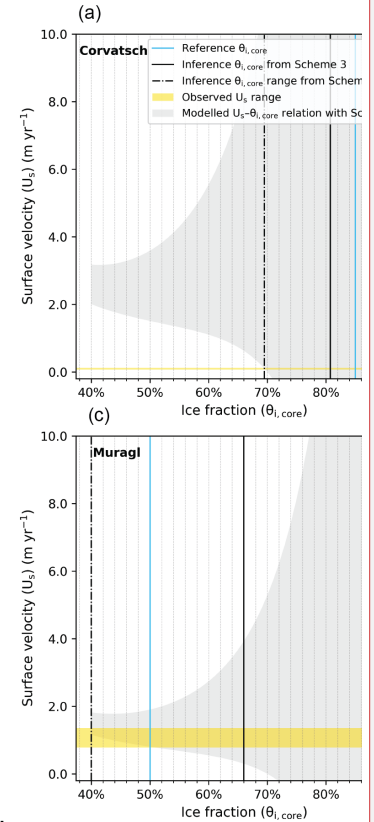 (a)
Corvatsch
Reference θi, core
Inference θi, core from Scheme 3
Inference θi, core range from Schem
Observed Us range
Modelled Us–θi, core relation with Sc
Surface velocity (Us) (m yr−1)
10.0
8.0
6.0
4.0
2.0
0.0
40% 50% 60% 70% 80%
Ice fraction (θi, core)
(c)
Muragl
Surface velocity (Us) (m yr−1)
10.0
8.0
6.0
4.0
2.0
0.0
40% 50% 60% 70% 80%
Ice fraction (θi, core)